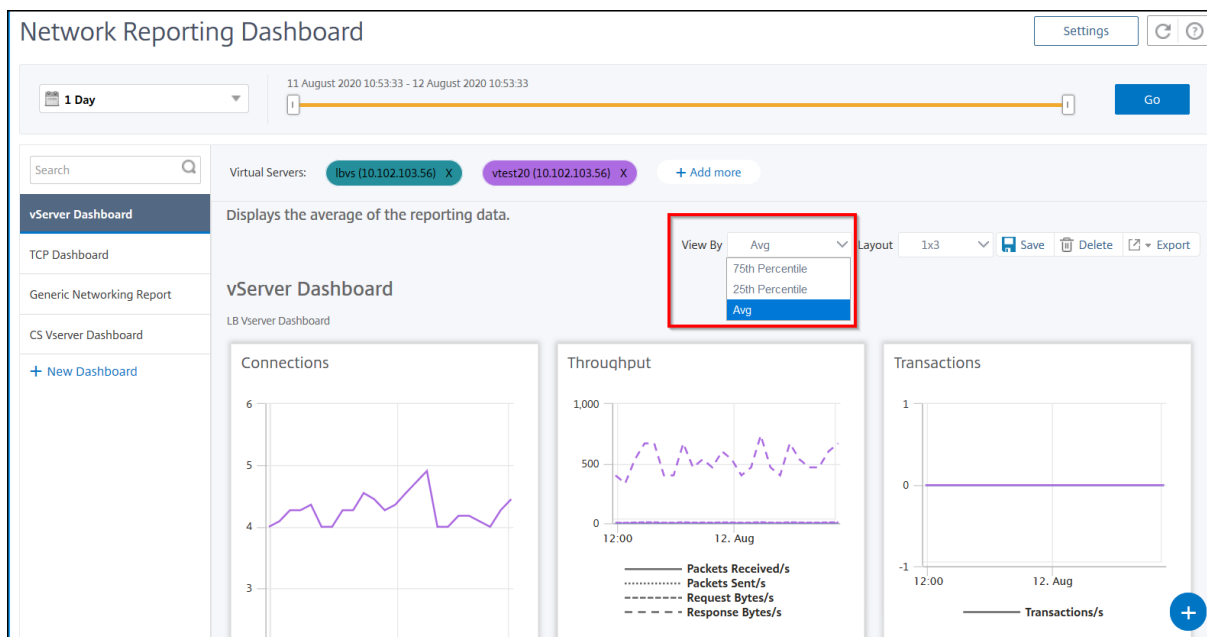 Network Reporting Dashboard
Settings
?
11 August 2020 10:53:33 - 12 August 2020 10:53:33
1 Day
Go
Search
Virtual Servers:
lbvs (10.102.103.56) X
vtest20 (10.102.103.56) X
+ Add more
vServer Dashboard
Displays the average of the reporting data.
View By
Avg
Layout
1x3
Save
Delete
Export
TCP Dashboard
75th Percentile
25th Percentile
Avg
Generic Networking Report
vServer Dashboard
LB Vserver Dashboard
CS Vserver Dashboard
+ New Dashboard
Connections
6
5
4
3
Throughput
1,000
500
0
12:00
12. Aug
Packets Received/s
Packets Sent/s
Request Bytes/s
Response Bytes/s
Transactions
1
0
-1
12:00
12. Aug
Transactions/s
+